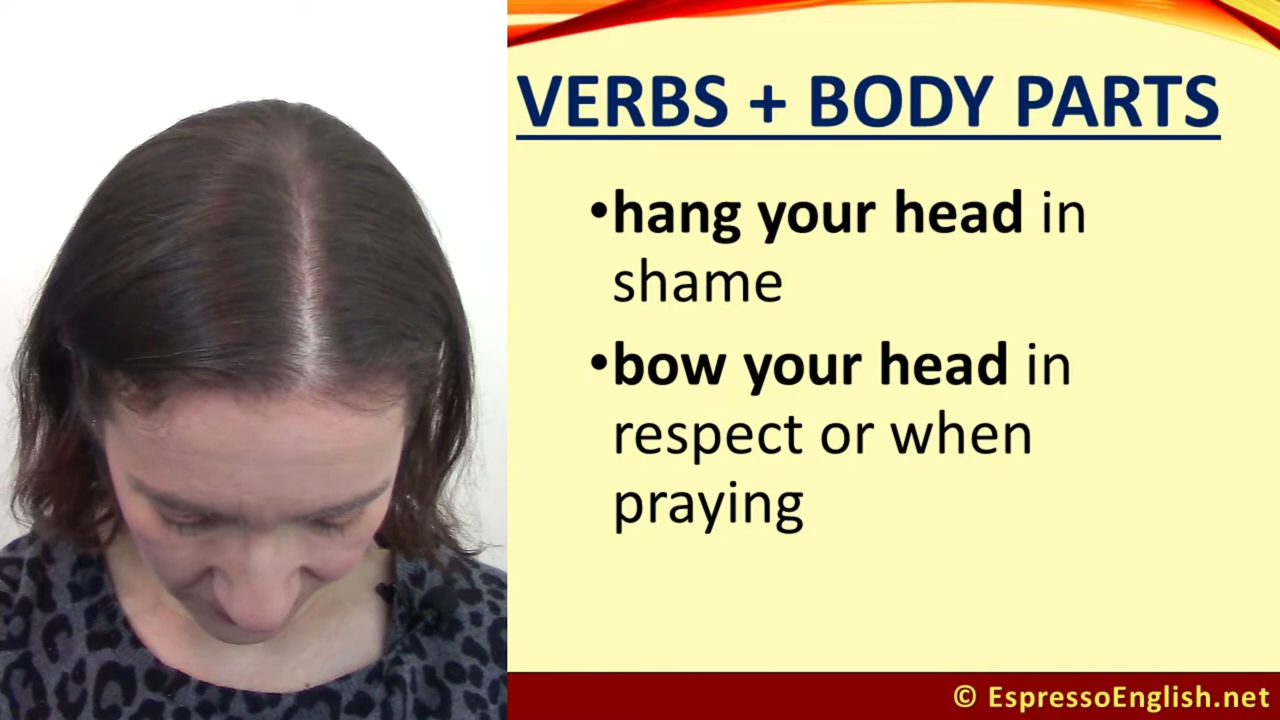 VERBS + BODY PARTS
•hang your head in
shame
•bow your head in
respect or when
praying
© EspressoEnglish.net